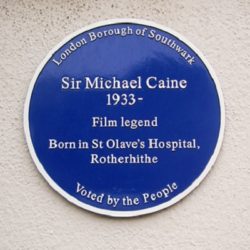 London Borough of Southwark
Sir Michael Caine
1933-
Film legend
Born in St Olave's Hospital,
Rotherhithe
Voted by the People